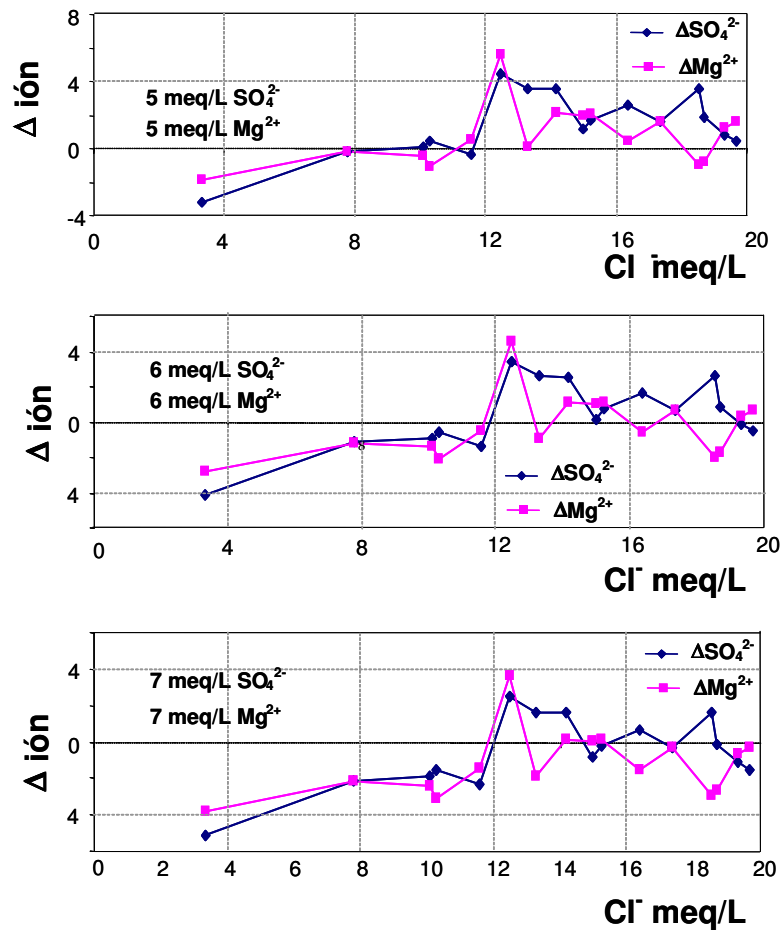 8
4
0
-4
Δ ión
5 meq/L SO₄²⁻
5 meq/L Mg²⁺
ΔSO₄²⁻
ΔMg²⁺
0 4 8 12 16 20
Cl⁻ meq/L
4
0
4
Δ ión
6 meq/L SO₄²⁻
6 meq/L Mg²⁺
ΔSO₄²⁻
ΔMg²⁺
0 4 8 12 16 20
Cl⁻ meq/L
4
0
4
Δ ión
7 meq/L SO₄²⁻
7 meq/L Mg²⁺
ΔSO₄²⁻
ΔMg²⁺
0 2 4 6 8 10 12 14 16 18 20
Cl⁻ meq/L